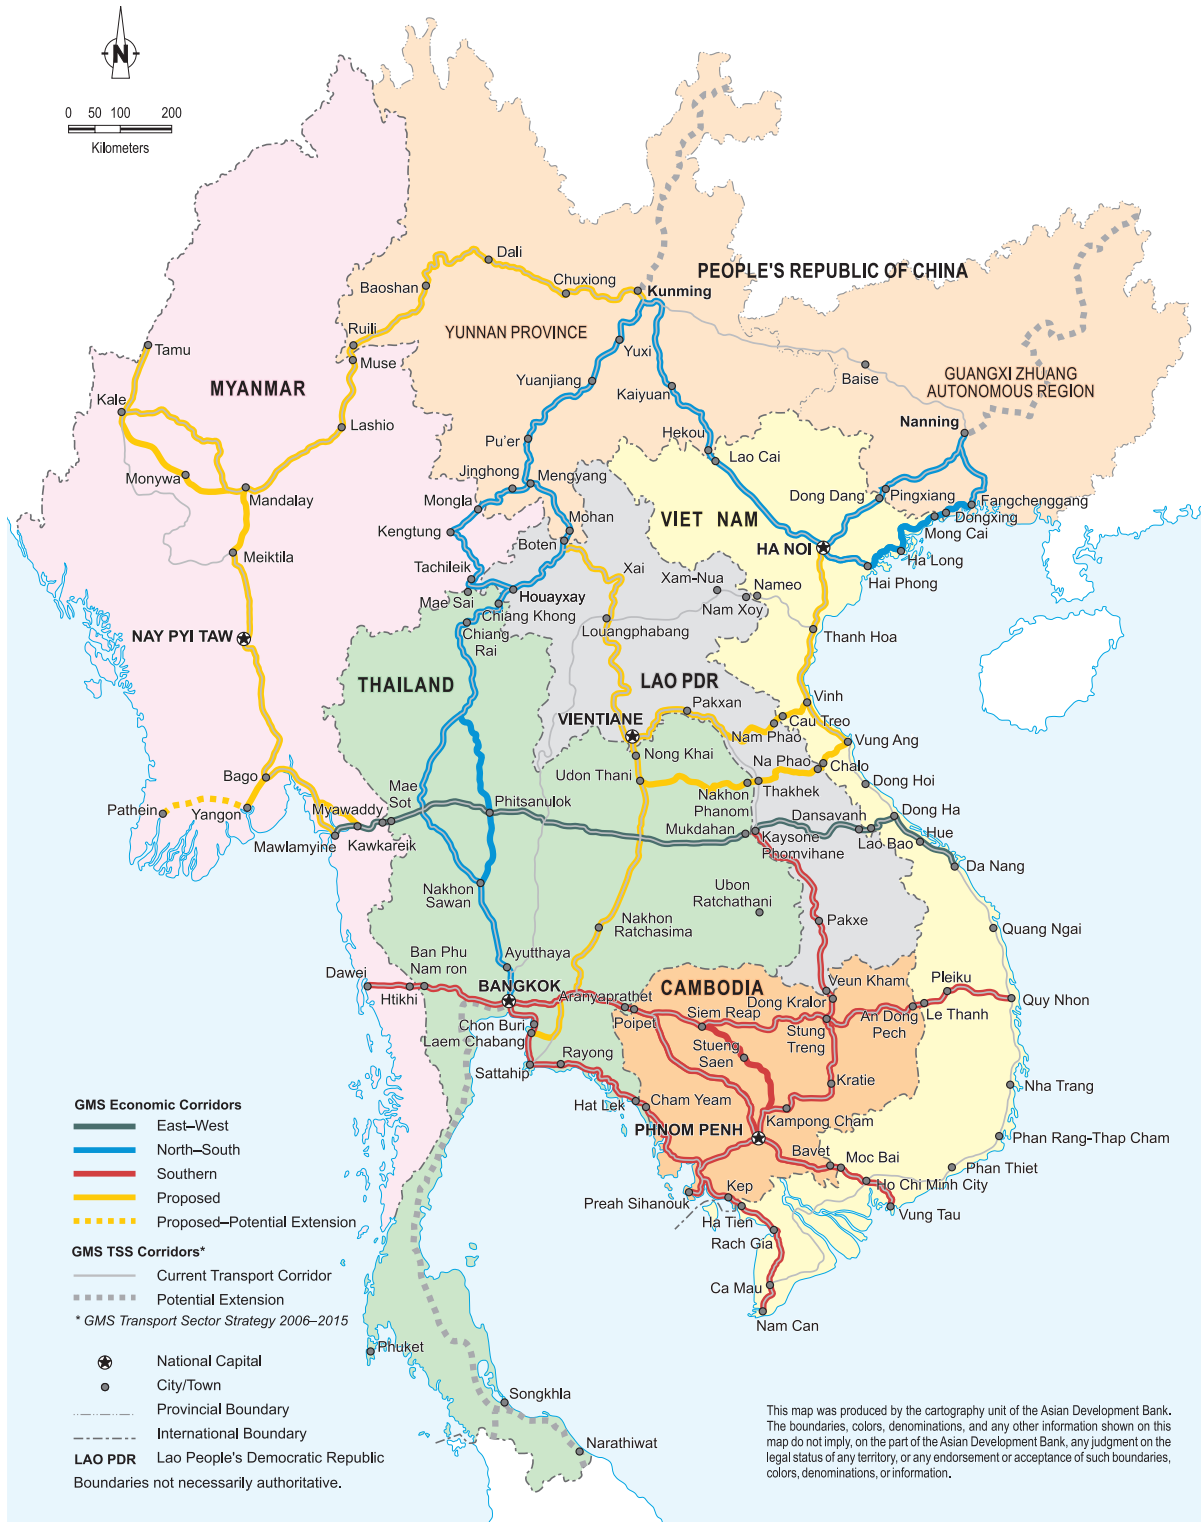 N
0 50 100 200
Kilometers
PEOPLE'S REPUBLIC OF CHINA
Dali
Chuxiong
Kunming
Baoshan
Ruili
YUNNAN PROVINCE
Tamu
Muse
Yuxi
Baise
GUANGXI ZHUANG
AUTONOMOUS REGION
MYANMAR
Yuanjiang
Kaiyuan
Kale
Lashio
Nanning
Pu'er
Hekou
Lao Cai
Monywa
Jinghong
Mengyang
Mandalay
Mongla
Dong Dang
Pingxiang
Fangchenggang
Dongxing
Mong Cai
VIET NAM
Mohan
Kengtung
Boten
HA NOI
Ha Long
Meiktila
Tachileik
Xai
Xam-Nua
Nameo
Hai Phong
Mae Sai
Houayxay
Nam Xoy
Chiang Khong
NAY PYI TAW
Chiang
Rai
Louangphabang
Thanh Hoa
THAILAND
LAO PDR
Vinh
Pakxan
VIENTIANE
Cau Treo
Nam Phao
Vung Ang
Nong Khai
Na Phao
Chalo
Bago
Udon Thani
Dong Hoi
Mae
Sot
Thakhek
Nakhon
Phanom
Pathein
Yangon
Myawaddy
Phitsanulok
Dansavanh
Dong Ha
Mukdahan
Kaysone
Phomvihane
Lao Bao
Hue
Mawlamyine
Kawkareik
Da Nang
Nakhon
Sawan
Ubon
Ratchathani
Nakhon
Ratchasima
Pakxe
Quang Ngai
Ban Phu
Nam ron
Ayutthaya
Dawei
Htikhi
BANGKOK
Aranyaprathet
Poipet
CAMBODIA
Veun Kham
Dong Kralor
Pleiku
Siem Reap
An Dong
Pech
Le Thanh
Quy Nhon
Chon Buri
Laem Chabang
Stueng
Saen
Stung
Treng
Rayong
Sattahip
Kratie
Nha Trang
Hat Lek
Cham Yeam
Kampong Cham
PHNOM PENH
Phan Rang-Thap Cham
Bavet
Moc Bai
Phan Thiet
Ho Chi Minh City
Kep
Preah Sihanouk
Vung Tau
Ha Tien
Rach Gia
Ca Mau
Nam Can
Phuket
Songkhla
Narathiwat
GMS Economic Corridors
East–West
North–South
Southern
Proposed
Proposed–Potential Extension
GMS TSS Corridors*
Current Transport Corridor
Potential Extension
* GMS Transport Sector Strategy 2006–2015
National Capital
City/Town
Provincial Boundary
International Boundary
LAO PDR Lao People's Democratic Republic
Boundaries not necessarily authoritative.
This map was produced by the cartography unit of the Asian Development Bank.
The boundaries, colors, denominations, and any other information shown on this
map do not imply, on the part of the Asian Development Bank, any judgment on the
legal status of any territory, or any endorsement or acceptance of such boundaries,
colors, denominations, or information.